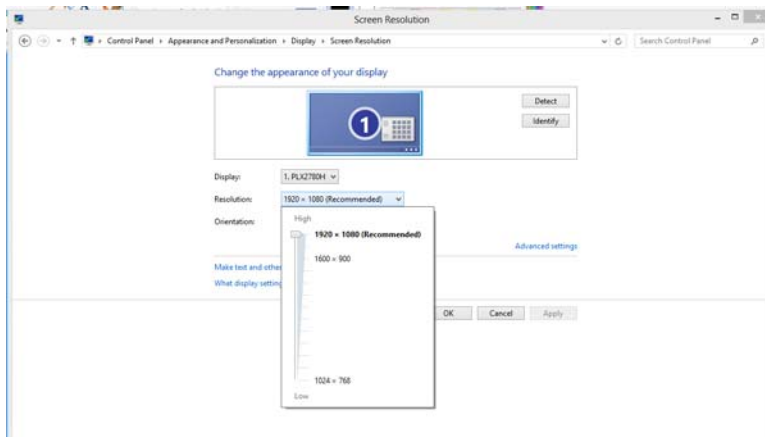 Screen Resolution
Control Panel › Appearance and Personalization › Display › Screen Resolution
Search Control Panel
Change the appearance of your display
1
Detect
Identify
Display: 1. PLX2780H
Resolution: 1920 × 1080 (Recommended)
Orientation:
High
1920 × 1080 (Recommended)
1600 × 900
1024 × 768
Low
Advanced settings
Make text and other
What display setting
OK Cancel Apply